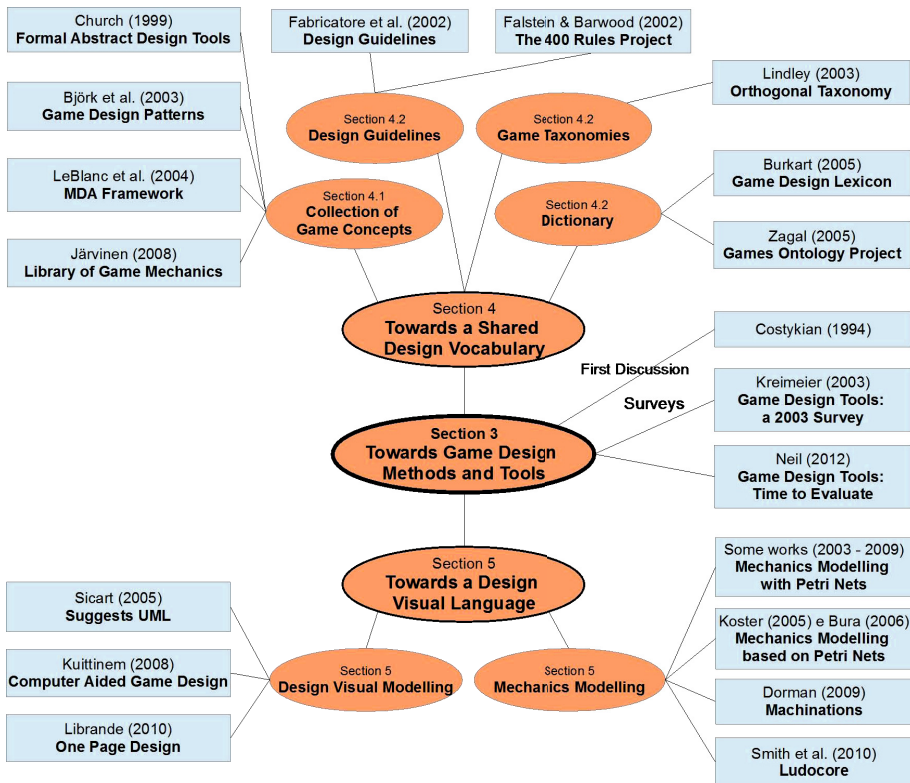 Church (1999)
Formal Abstract Design Tools
Fabricatore et al. (2002)
Design Guidelines
Falstein & Barwood (2002)
The 400 Rules Project
Lindley (2003)
Orthogonal Taxonomy
Björk et al. (2003)
Game Design Patterns
Section 4.2
Design Guidelines
Section 4.2
Game Taxonomies
LeBlanc et al. (2004)
MDA Framework
Section 4.1
Collection of
Game Concepts
Section 4.2
Dictionary
Burkart (2005)
Game Design Lexicon
Järvinen (2008)
Library of Game Mechanics
Zagal (2005)
Games Ontology Project
Section 4
Towards a Shared
Design Vocabulary
Costykian (1994)
First Discussion
Surveys
Kreimeier (2003)
Game Design Tools:
a 2003 Survey
Section 3
Towards Game Design
Methods and Tools
Neil (2012)
Game Design Tools:
Time to Evaluate
Section 5
Towards a Design
Visual Language
Some works (2003 - 2009)
Mechanics Modelling
with Petri Nets
Sicart (2005)
Suggests UML
Koster (2005) e Bura (2006)
Mechanics Modelling
based on Petri Nets
Kuittinem (2008)
Computer Aided Game Design
Section 5
Design Visual Modelling
Section 5
Mechanics Modelling
Dorman (2009)
Machinations
Librande (2010)
One Page Design
Smith et al. (2010)
Ludocore